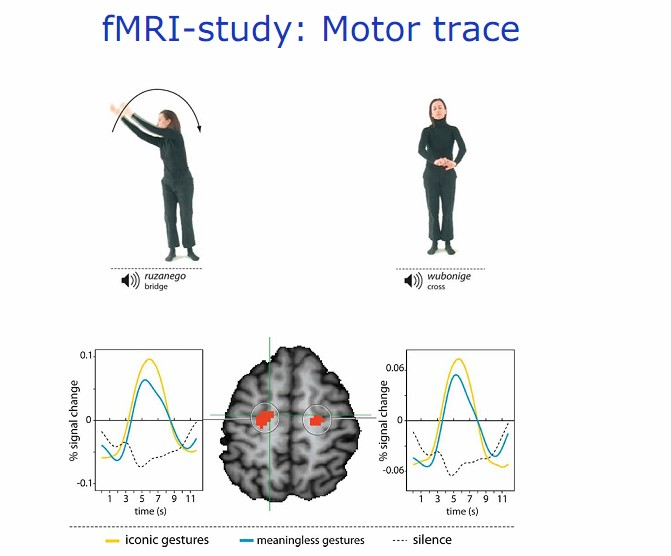 fMRI-study: Motor trace
ruzanego
bridge
wubonige
cross
% signal change
0.1
0
-0.1
1 3 5 7 9 11
time (s)
% signal change
0.06
0
-0.06
1 3 5 7 9 11
time (s)
iconic gestures meaningless gestures silence